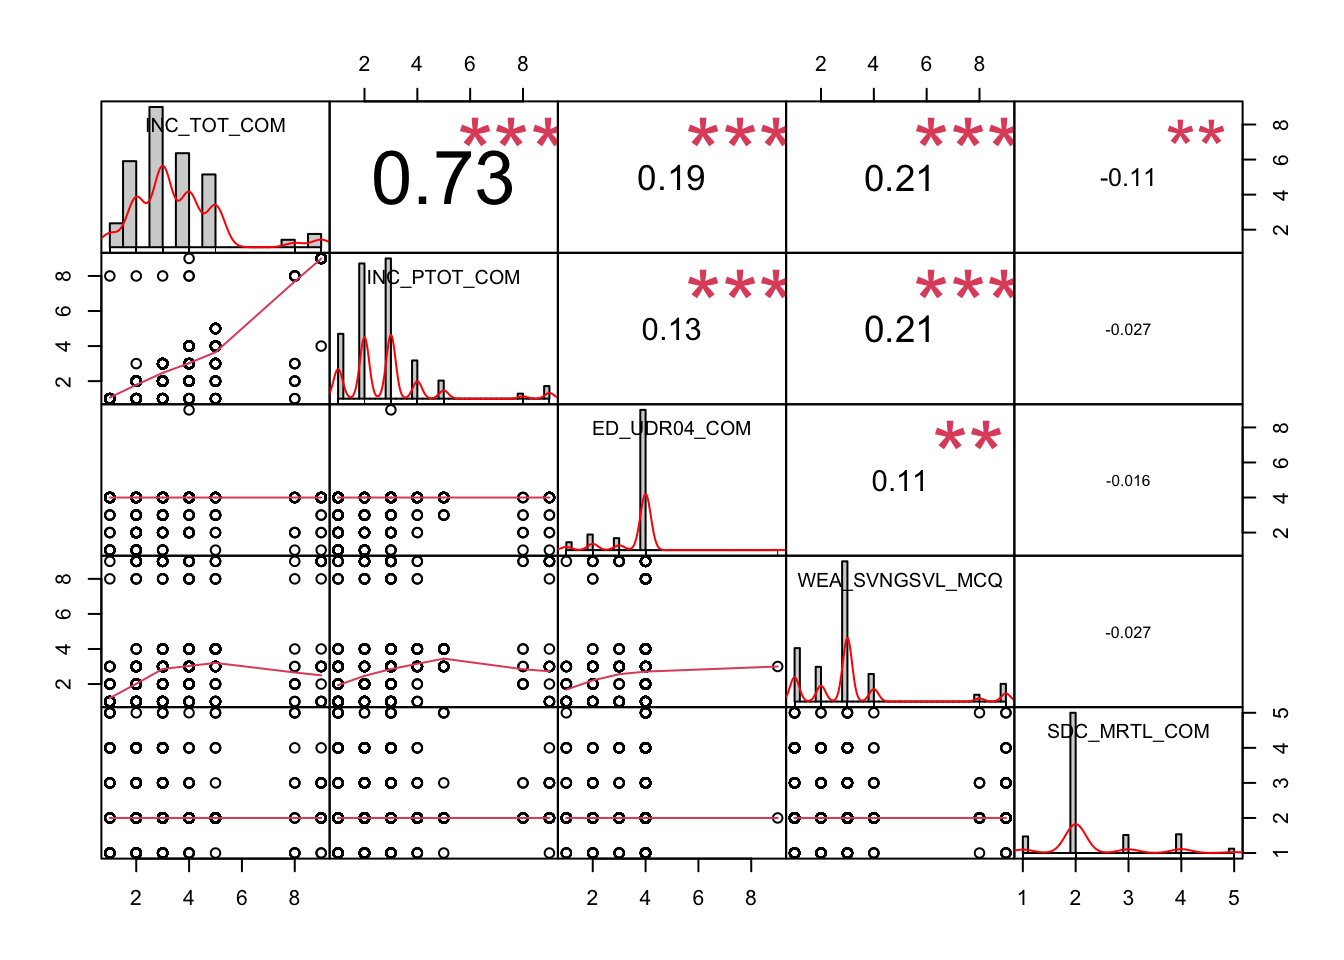 2 4 6 8 2 4 6 8
INC_TOT_COM 0.73 *** 0.19 *** 0.21 *** -0.11 ** 2 4 6 8
2 4 6 8 INC_PTOT_COM 0.13 *** 0.21 *** -0.027
ED_UDR04_COM 0.11 ** -0.016 2 4 6 8
2 4 6 8 WEA_SVNGSVL_MCQ -0.027
SDC_MRTL_COM 1 2 3 4 5
2 4 6 8 2 4 6 8 1 2 3 4 5